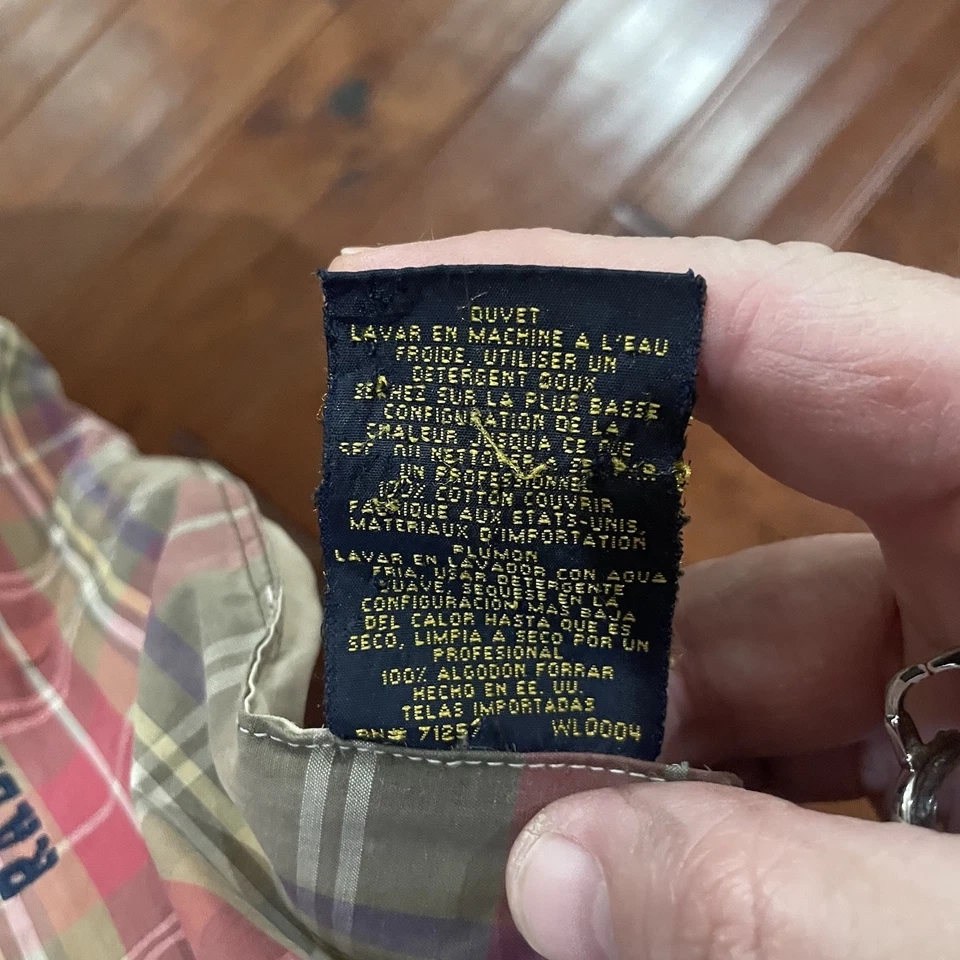 DUVET
LAVAR EN MACHINE A L'EAU
FROIDE, UTILISER UN
DETERGENT DOUX
SECHEZ SUR LA PLUS BASSE
CONFIGURATION DE LA
CHALEUR JUSQUA CE QUE
UN PROFESSIONNEL
100% COTTON COUVRIR
FABRIQUE AUX ETATS-UNIS,
MATERIAUX D'IMPORTATION
PLUMON
LAVAR EN LAVADOR CON AGUA
FRIA, USAR DETERGENTE
XUAVE, SEQUESE EN LA
CONFIGURACION MAS BAJA
DEL CALOR HASTA QUE ES
SECO, LIMPIA A SECO POR UN
PROFESIONAL
100% ALGODON FORRAR
HECHO EN EE. UU.
TELAS IMPORTADAS
RN# 71257 WL0004